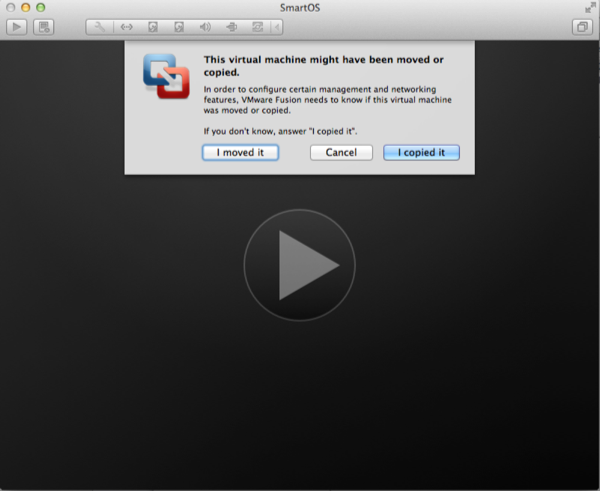 SmartOS
This virtual machine might have been moved or
copied.
In order to configure certain management and networking
features, VMware Fusion needs to know if this virtual machine
was moved or copied.
If you don't know, answer "I copied it".
I moved it
Cancel
I copied it